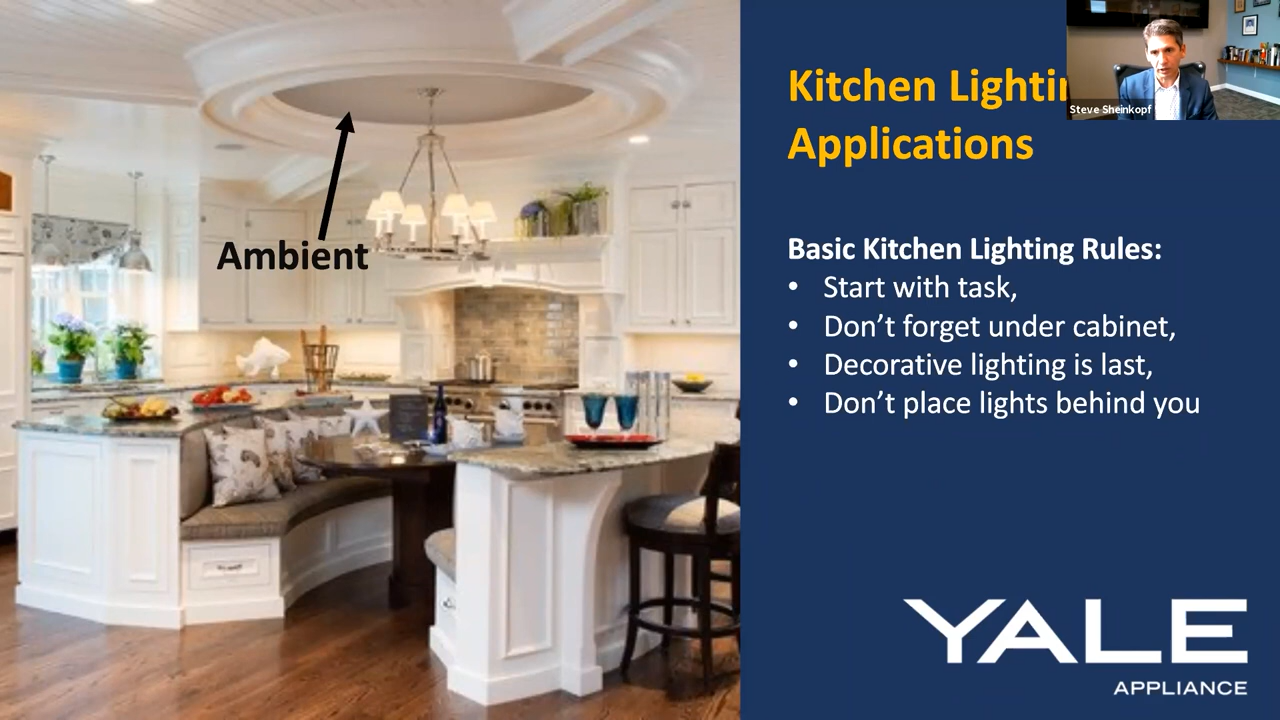 Kitchen Lightin
Applications
Steve Sheinkopf
Ambient
Basic Kitchen Lighting Rules:
• Start with task,
• Don’t forget under cabinet,
• Decorative lighting is last,
• Don’t place lights behind you
YALE
APPLIANCE